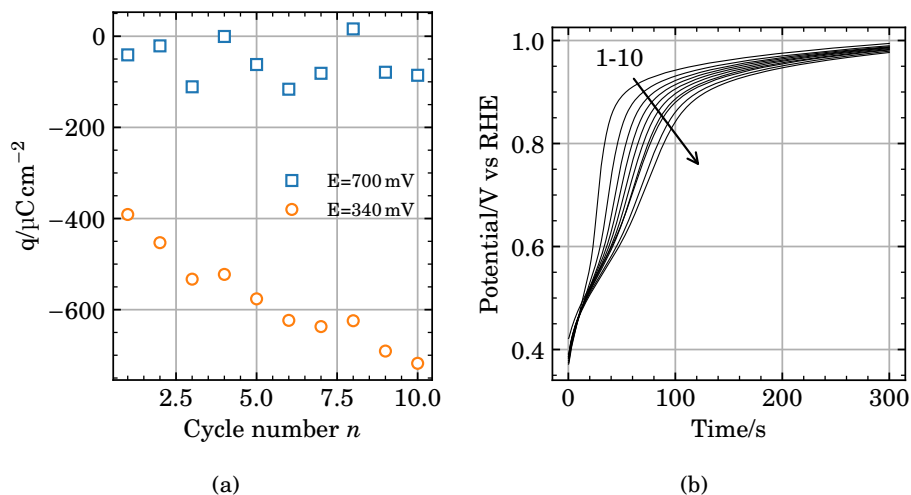 0
−200
−400
−600
q/µC cm⁻²
E=700 mV
E=340 mV
2.5 5.0 7.5 10.0
Cycle number n
(a)
1.0
0.8
0.6
0.4
Potential/V vs RHE
1-10
0 100 200 300
Time/s
(b)